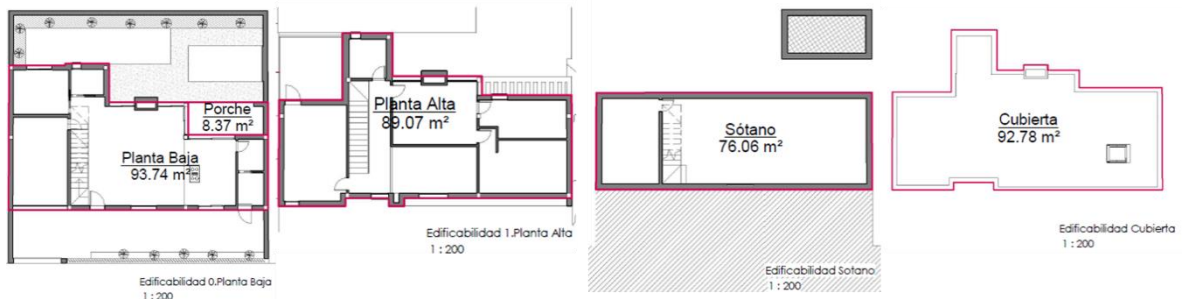 Porche
8.37 m²
Planta Baja
93.74 m²
Edificabilidad 0.Planta Baja
1 : 200
Planta Alta
89.07 m²
Edificabilidad 1.Planta Alta
1 : 200
Sótano
76.06 m²
Edificabilidad Sotano
1 : 200
Cubierta
92.78 m²
Edificabilidad Cubierta
1 : 200